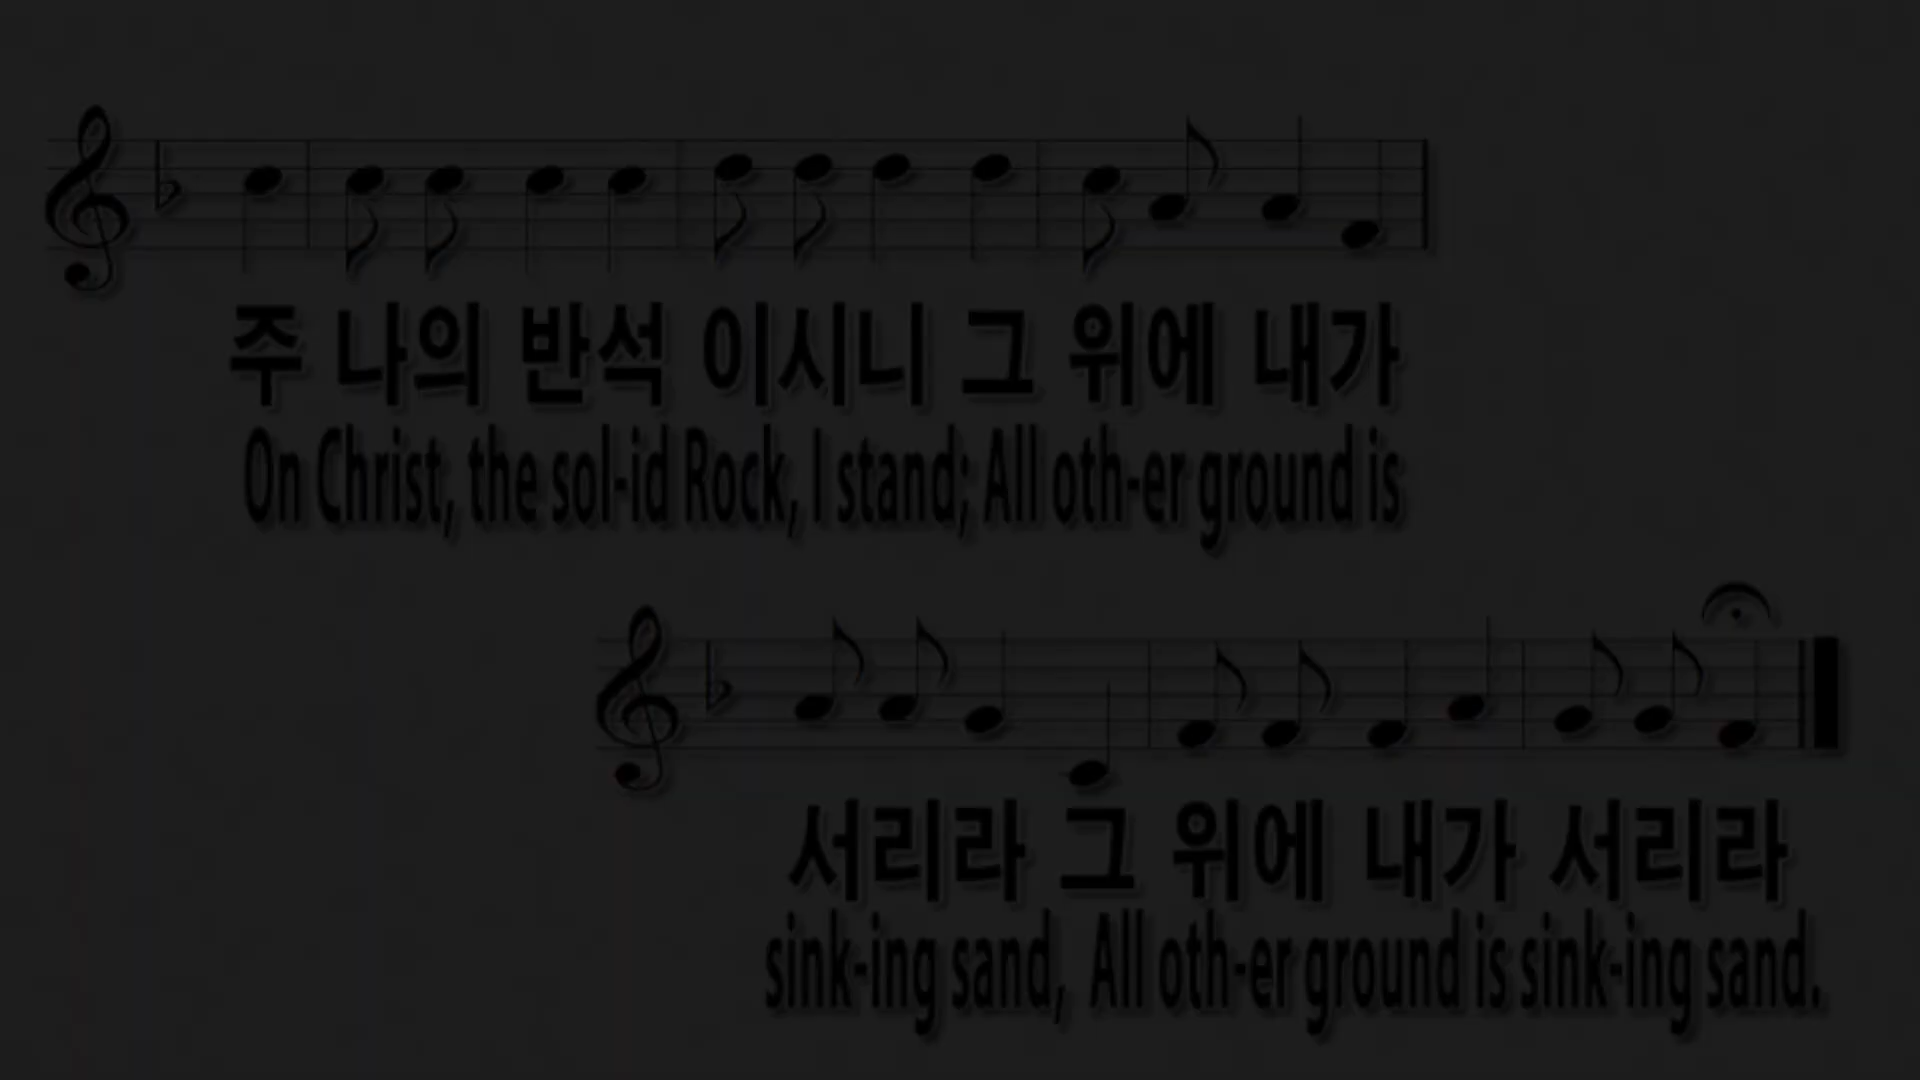 주 나의 반석 이시니 그 위에 내가
On Christ, the sol-id Rock, I stand; All oth-er ground is
서리라 그 위에 내가 서리라
sink-ing sand, All oth-er ground is sink-ing sand.